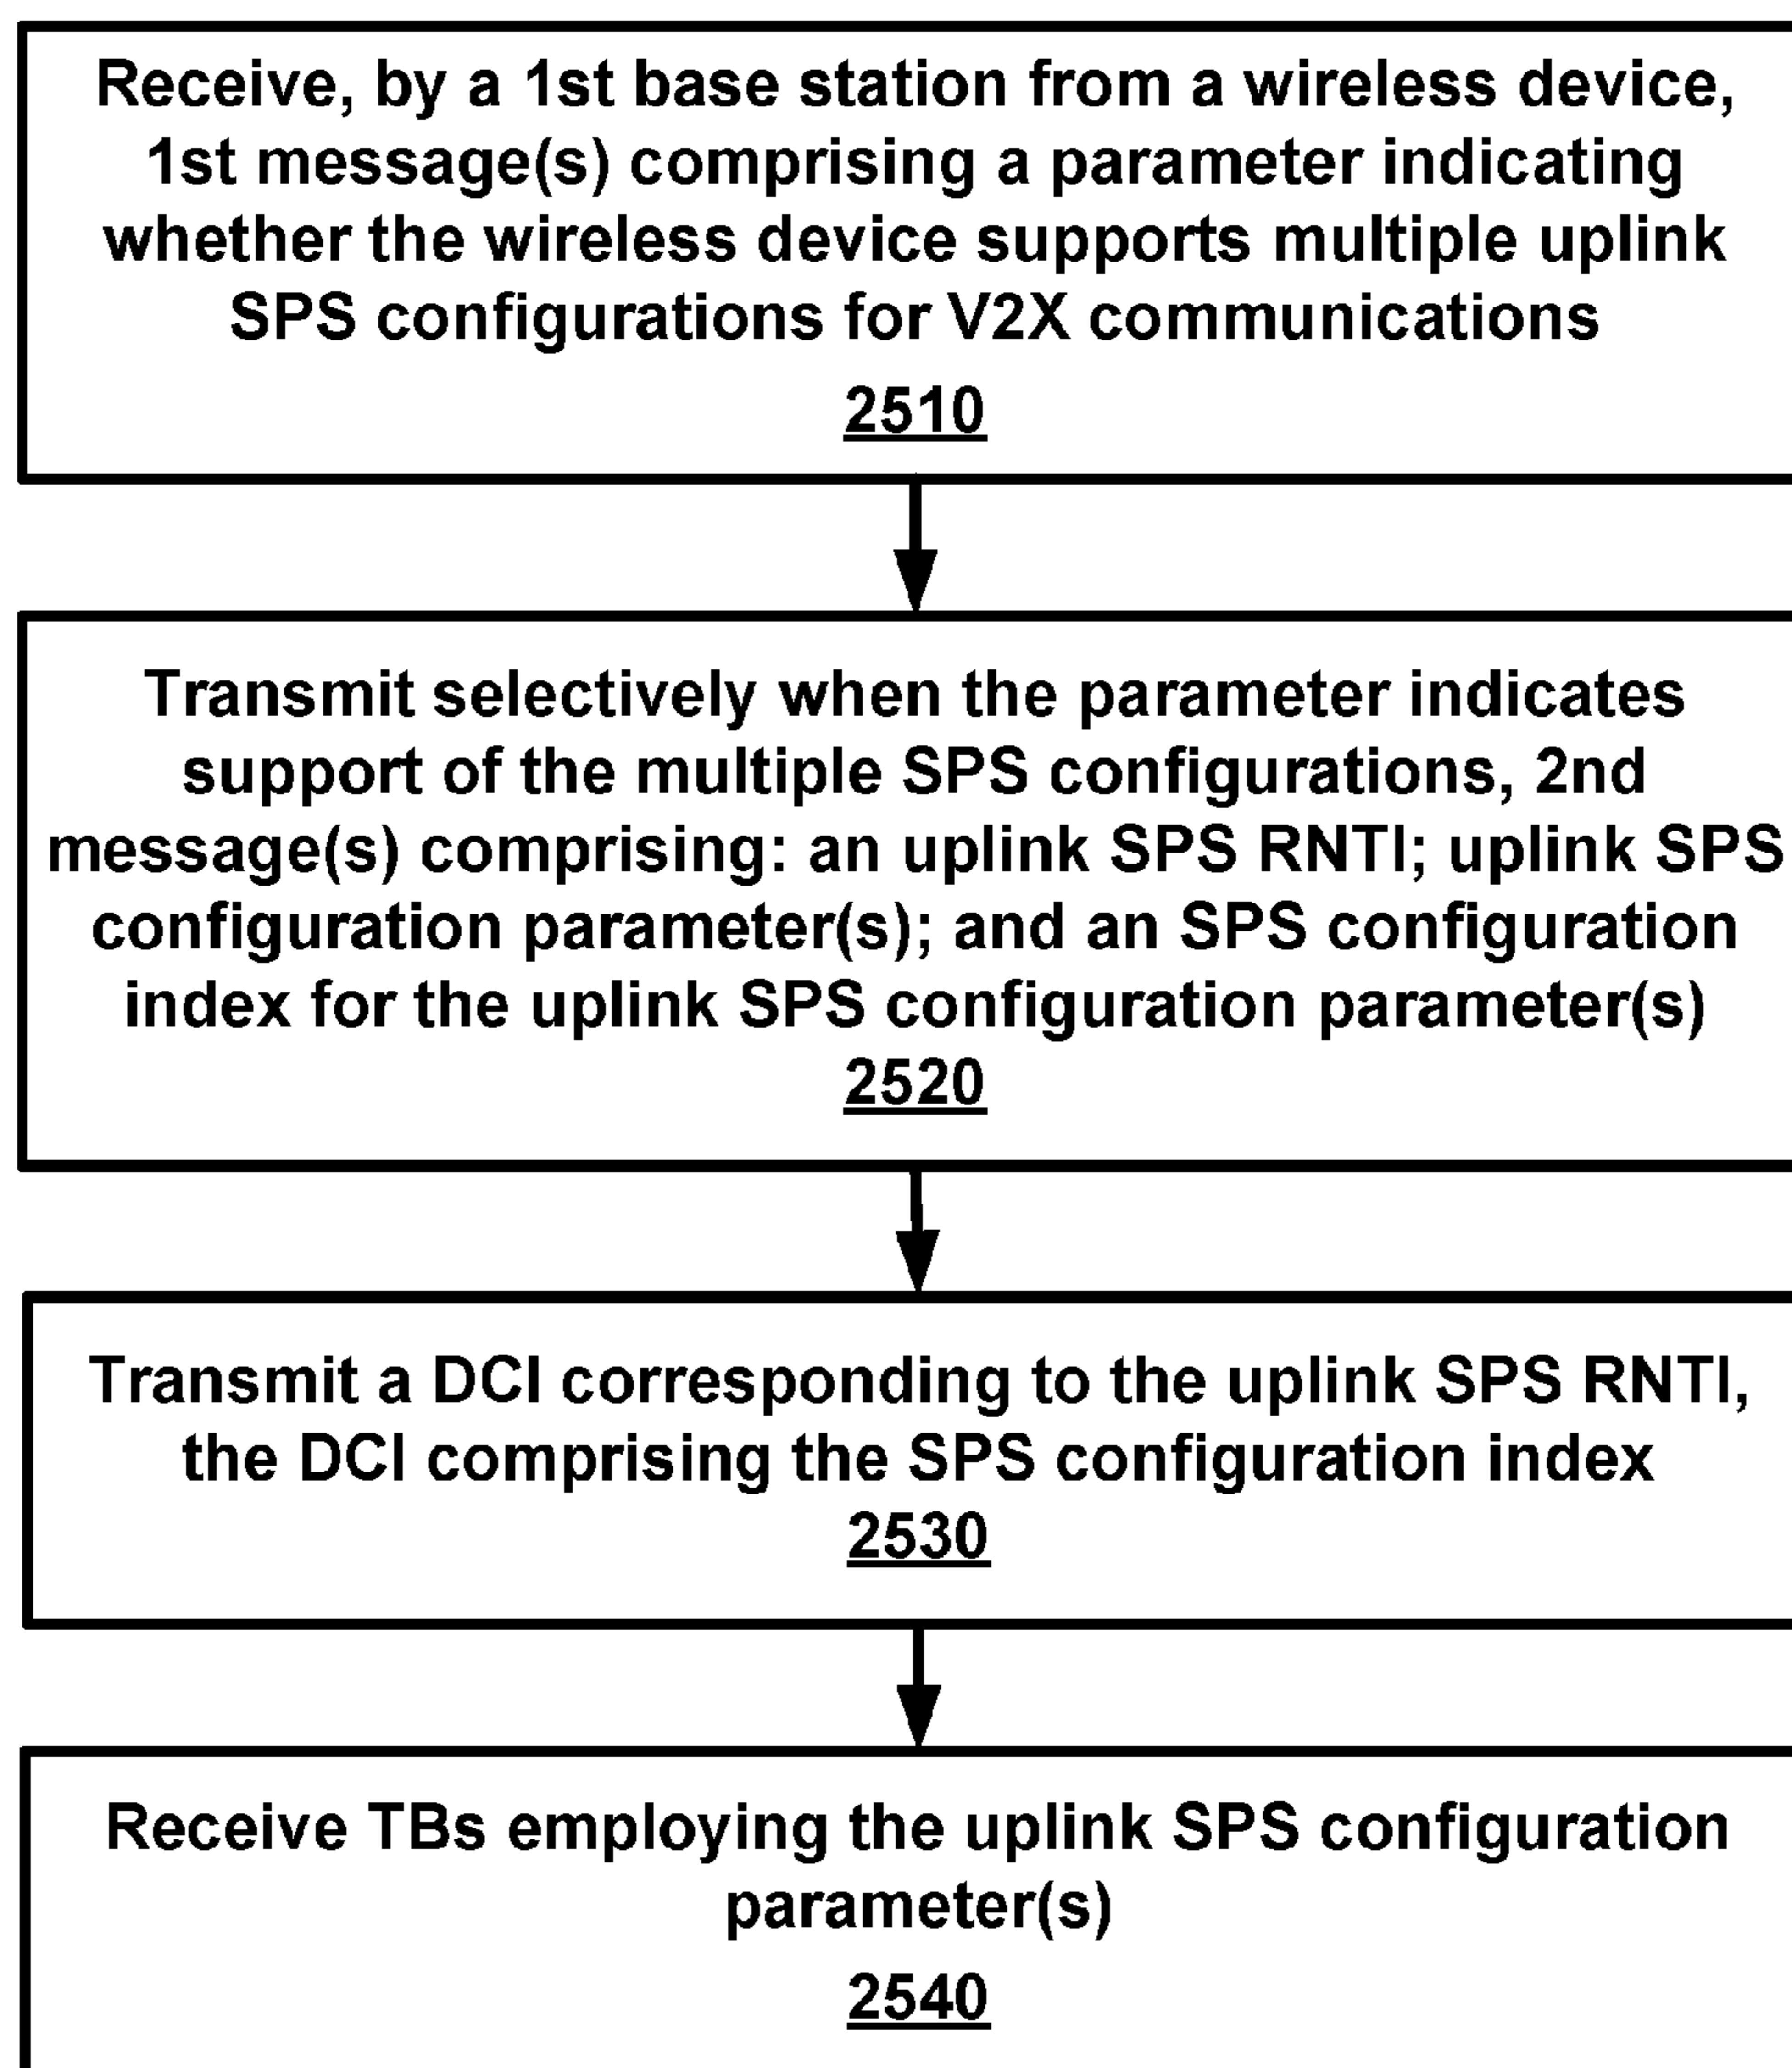 Receive, by a 1st base station from a wireless device,
1st message(s) comprising a parameter indicating
whether the wireless device supports multiple uplink
SPS configurations for V2X communications
2510
Transmit selectively when the parameter indicates
support of the multiple SPS configurations, 2nd
message(s) comprising: an uplink SPS RNTI; uplink SPS
configuration parameter(s); and an SPS configuration
index for the uplink SPS configuration parameter(s)
2520
Transmit a DCI corresponding to the uplink SPS RNTI,
the DCI comprising the SPS configuration index
2530
Receive TBs employing the uplink SPS configuration
parameter(s)
2540